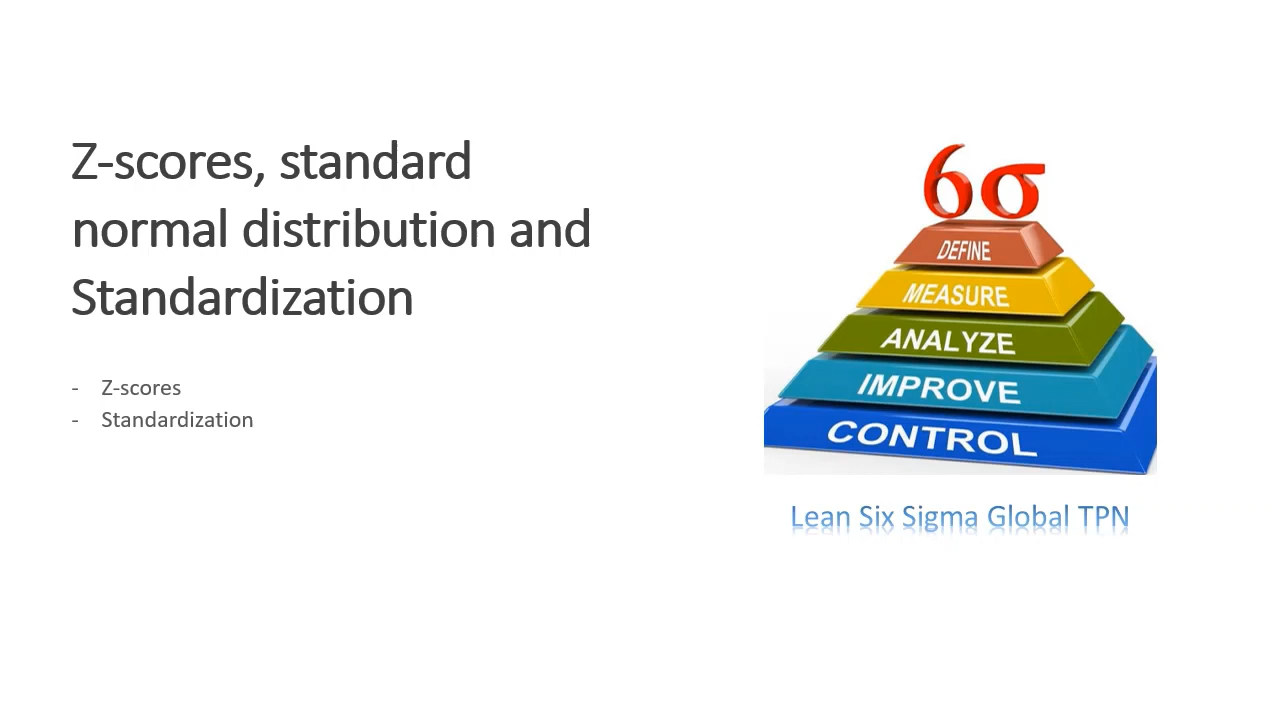 Z-scores, standard
normal distribution and
Standardization
- Z-scores
- Standardization
6σ
DEFINE
MEASURE
ANALYZE
IMPROVE
CONTROL
Lean Six Sigma Global TPN